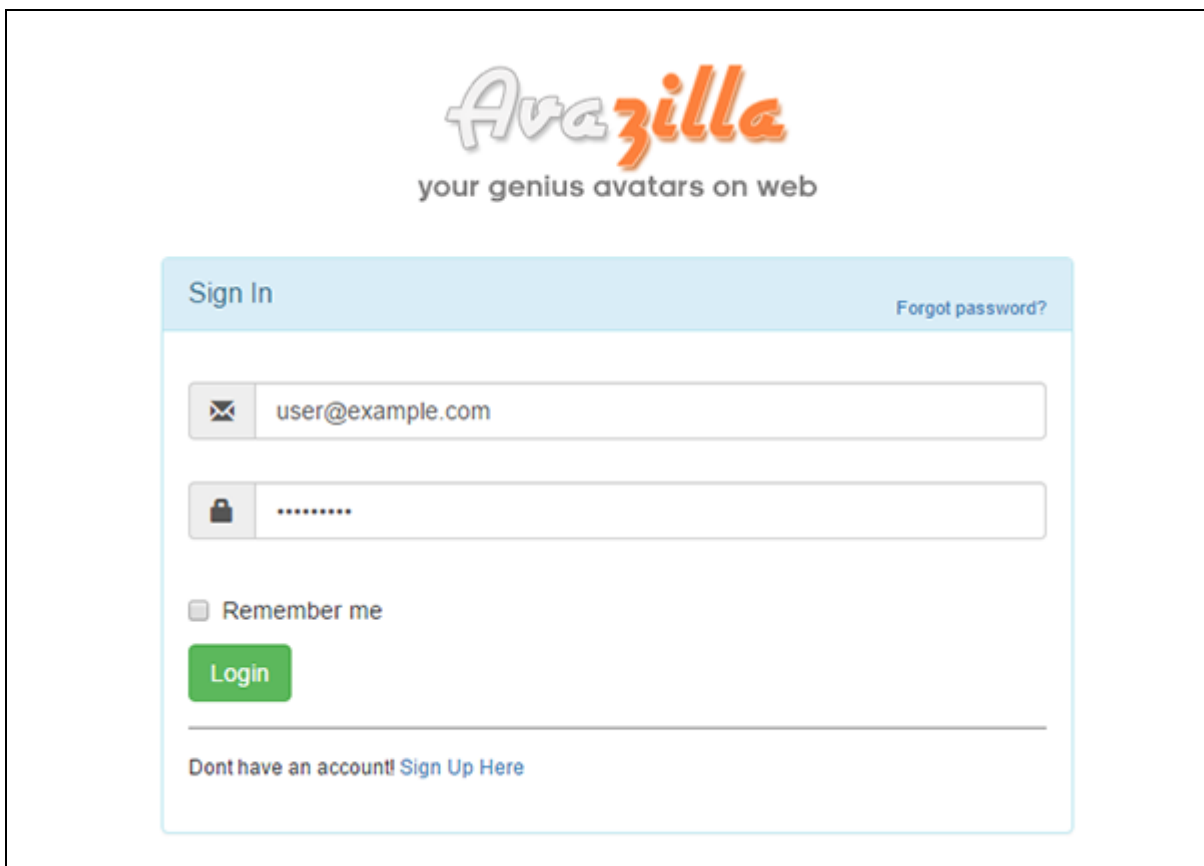 Avazilla
your genius avatars on web
Sign In
Forgot password?
user@example.com
•••••••••
Remember me
Login
Dont have an account! Sign Up Here